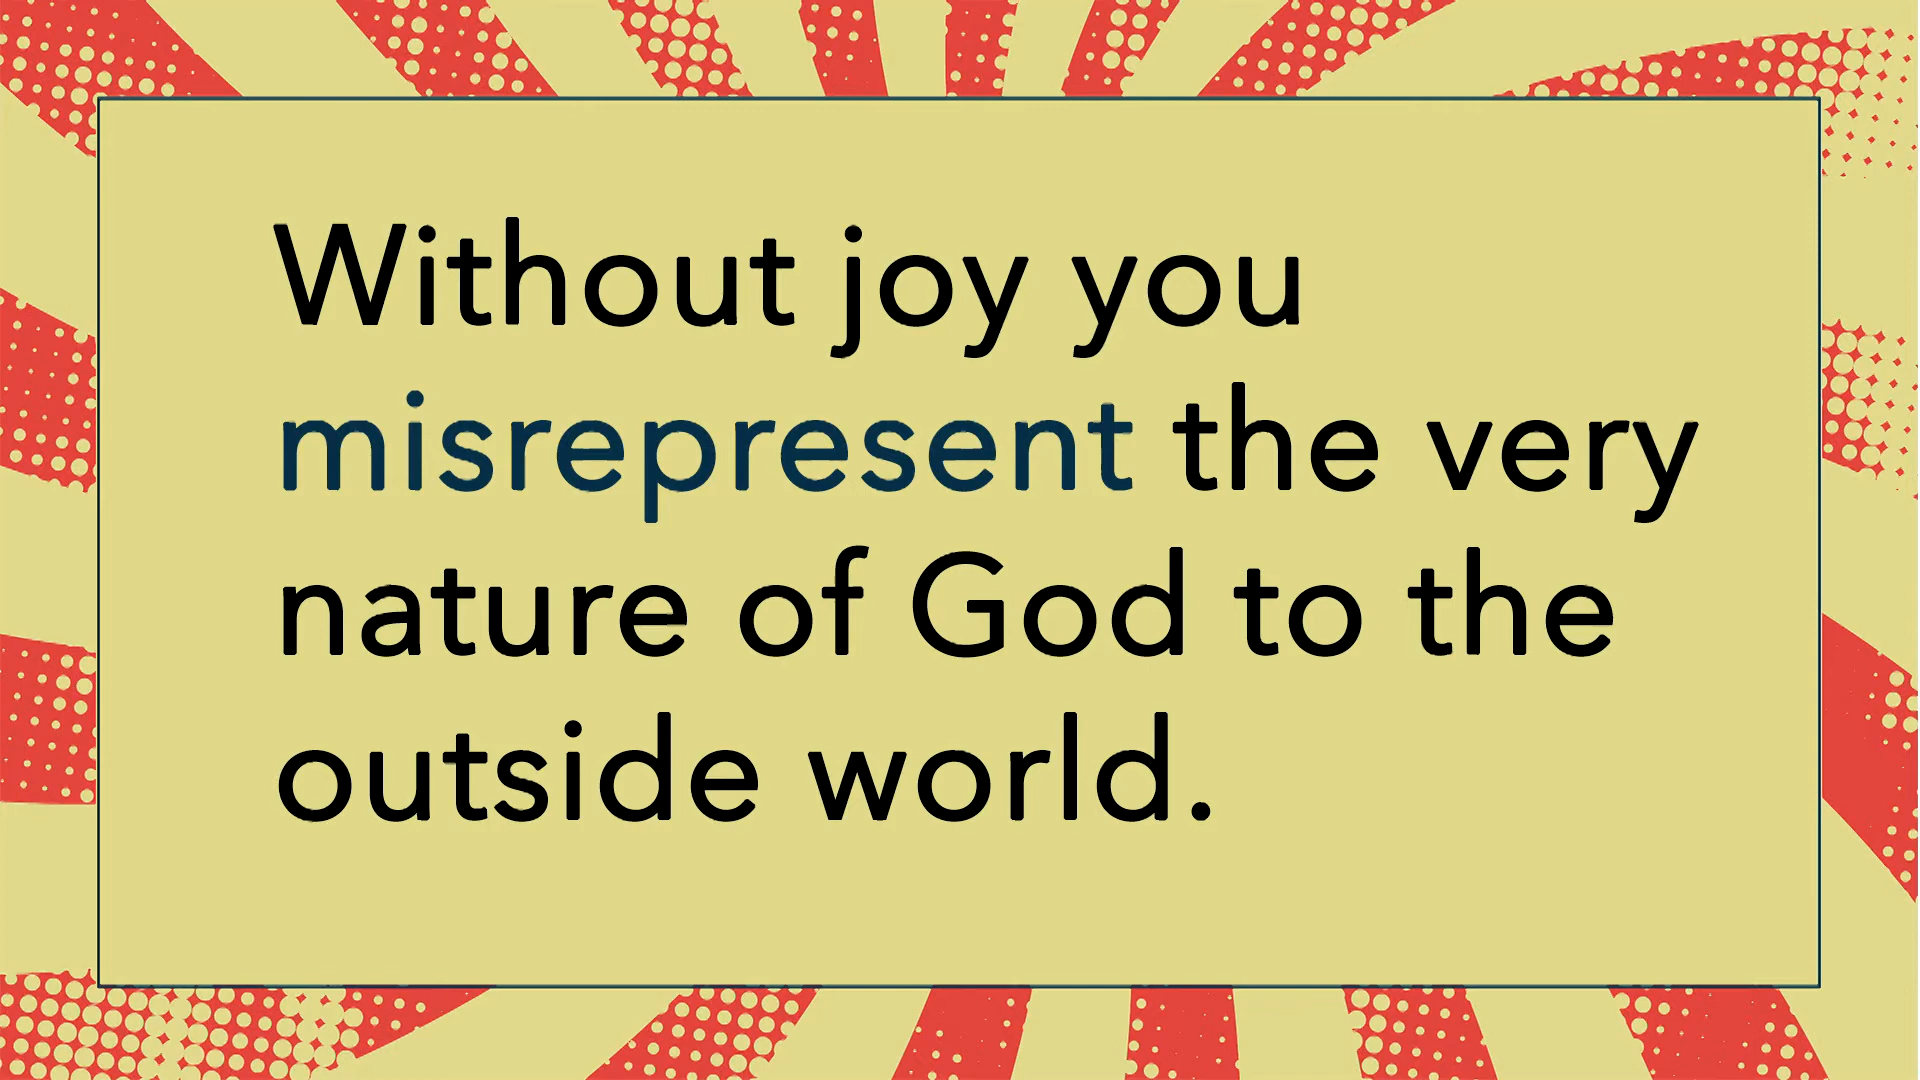 Without joy you
misrepresent the very
nature of God to the
outside world.